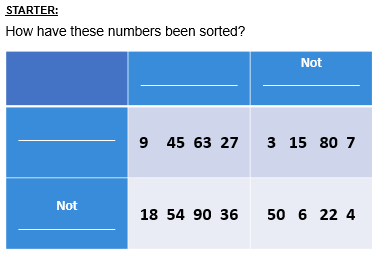 STARTER:
How have these numbers been sorted?
Not
9 45 63 27 3 15 80 7
Not
18 54 90 36 50 6 22 4